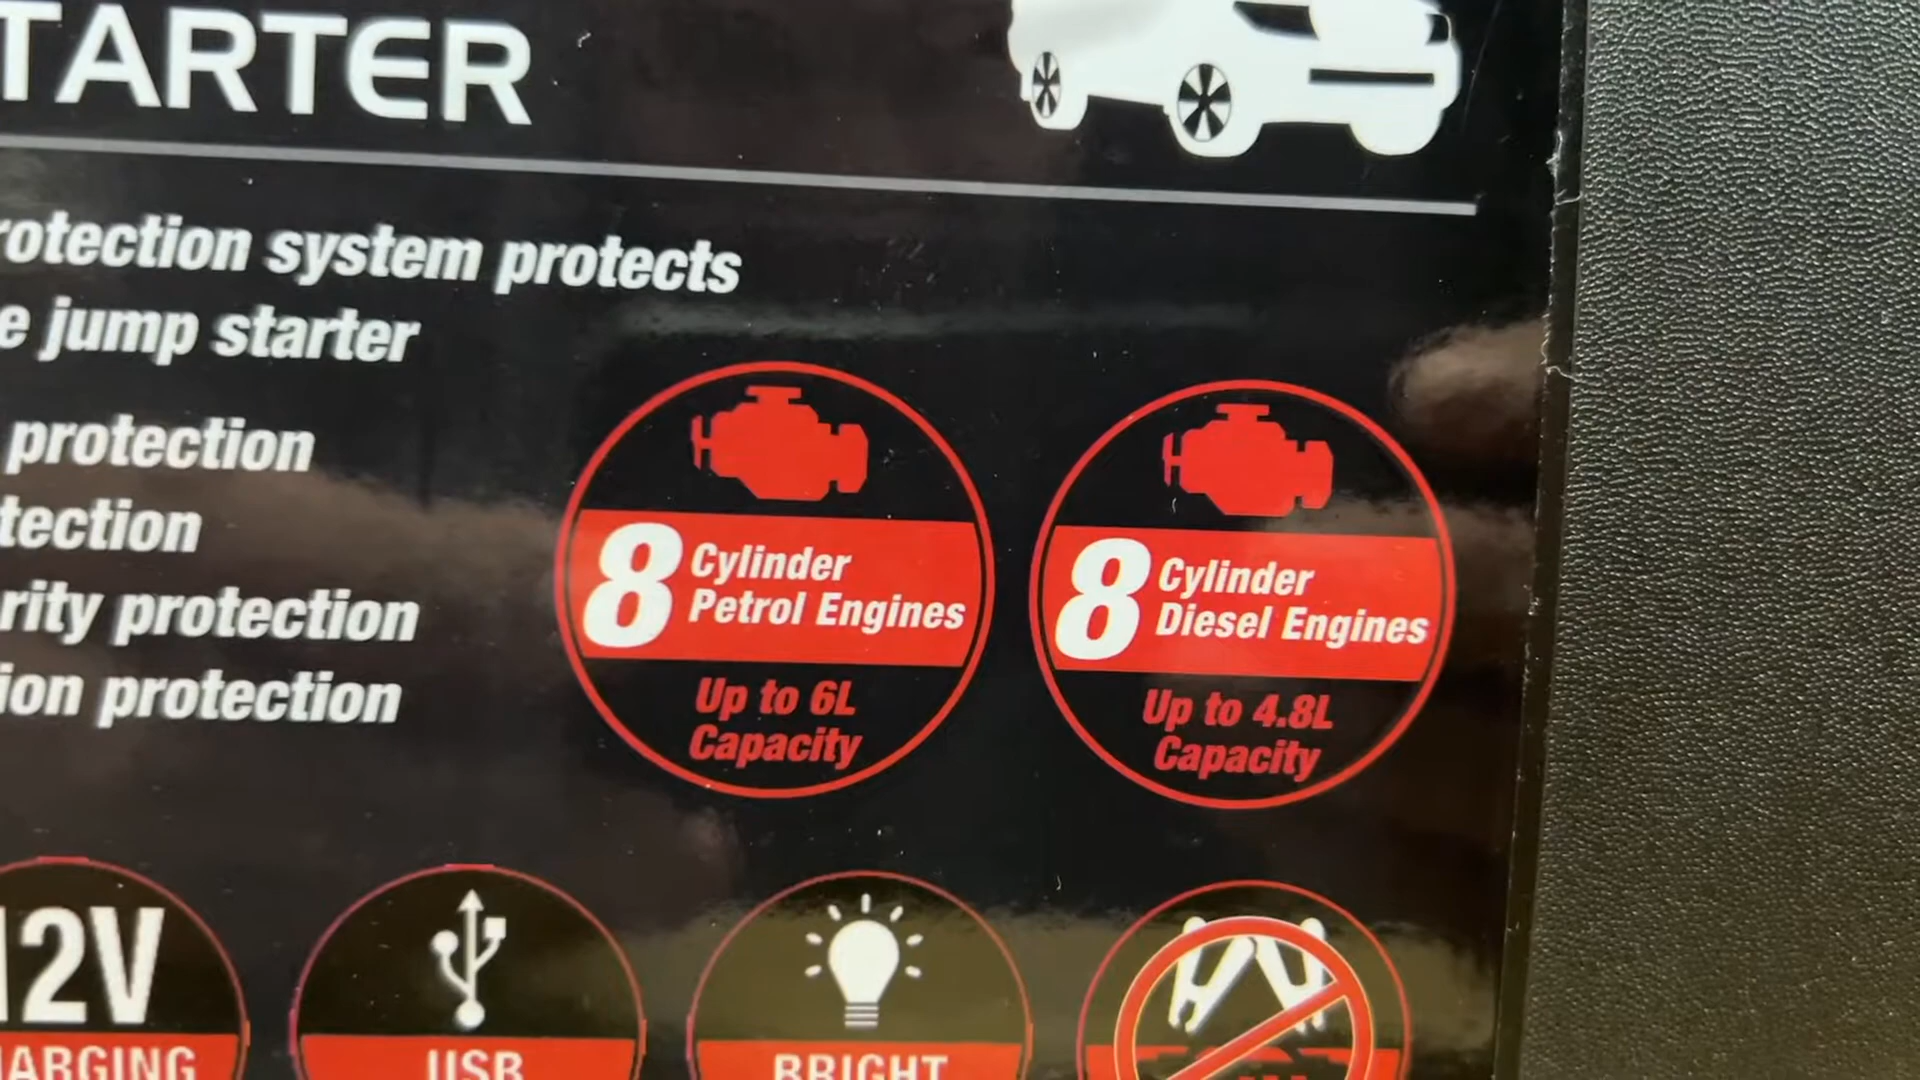 TARTER
rotection system protects
e jump starter
protection
tection
rity protection
ion protection
8 Cylinder
Petrol Engines
Up to 6L
Capacity
8 Cylinder
Diesel Engines
Up to 4.8L
Capacity
12V
HARGING
USB
BRIGHT